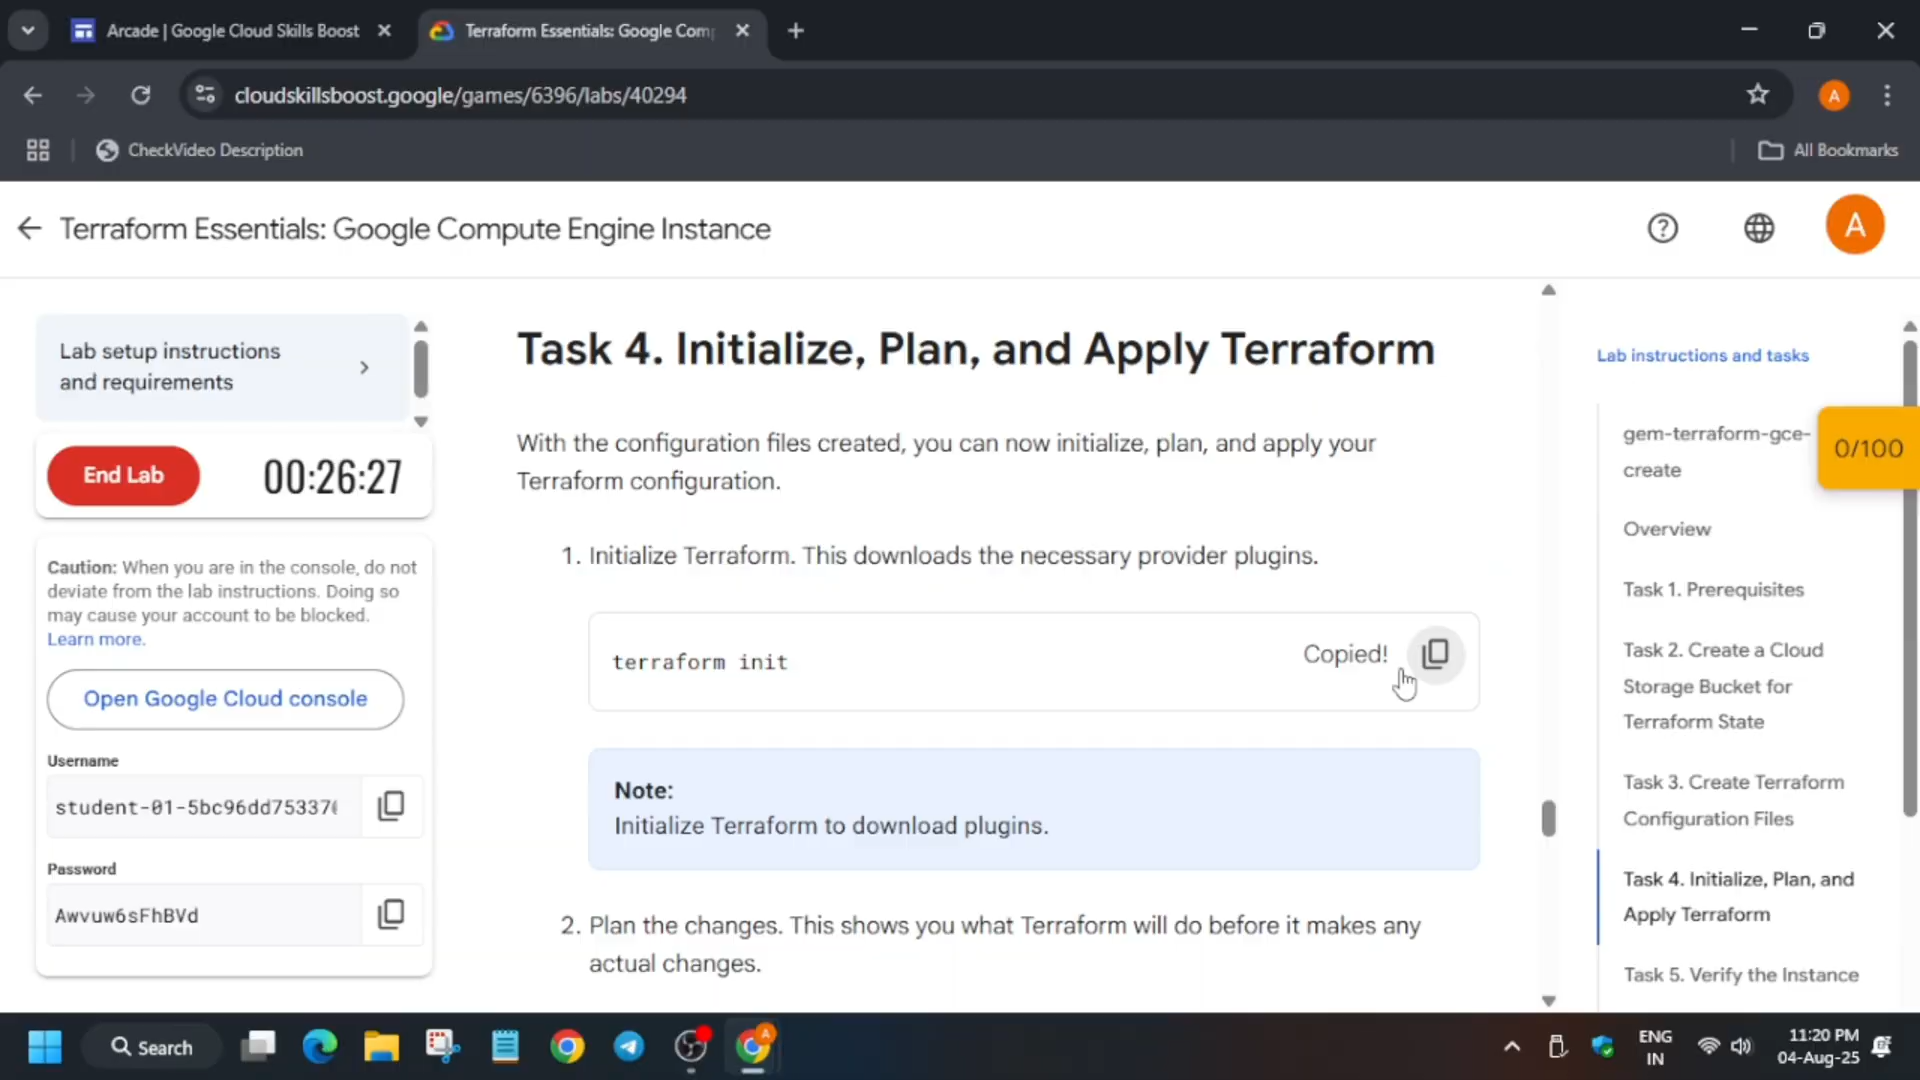 Arcade | Google Cloud Skills Boost
Terraform Essentials: Google Com
cloudskillsboost.google/games/6396/labs/40294
A
CheckVideo Description
All Bookmarks
Terraform Essentials: Google Compute Engine Instance
A
Lab setup instructions
and requirements
End Lab
00:26:27
Caution: When you are in the console, do not
deviate from the lab instructions. Doing so
may cause your account to be blocked.
Learn more.
Open Google Cloud console
Username
student-01-5bc96dd75337
Password
Awvuw6sFhBVd
Task 4. Initialize, Plan, and Apply Terraform
With the configuration files created, you can now initialize, plan, and apply your
Terraform configuration.
1. Initialize Terraform. This downloads the necessary provider plugins.
terraform init
Copied!
Note:
Initialize Terraform to download plugins.
2. Plan the changes. This shows you what Terraform will do before it makes any
actual changes.
Lab instructions and tasks
gem-terraform-gce-
create
0/100
Overview
Task 1. Prerequisites
Task 2. Create a Cloud
Storage Bucket for
Terraform State
Task 3. Create Terraform
Configuration Files
Task 4. Initialize, Plan, and
Apply Terraform
Task 5. Verify the Instance
Search
A
ENG
IN
11:20 PM
04-Aug-25